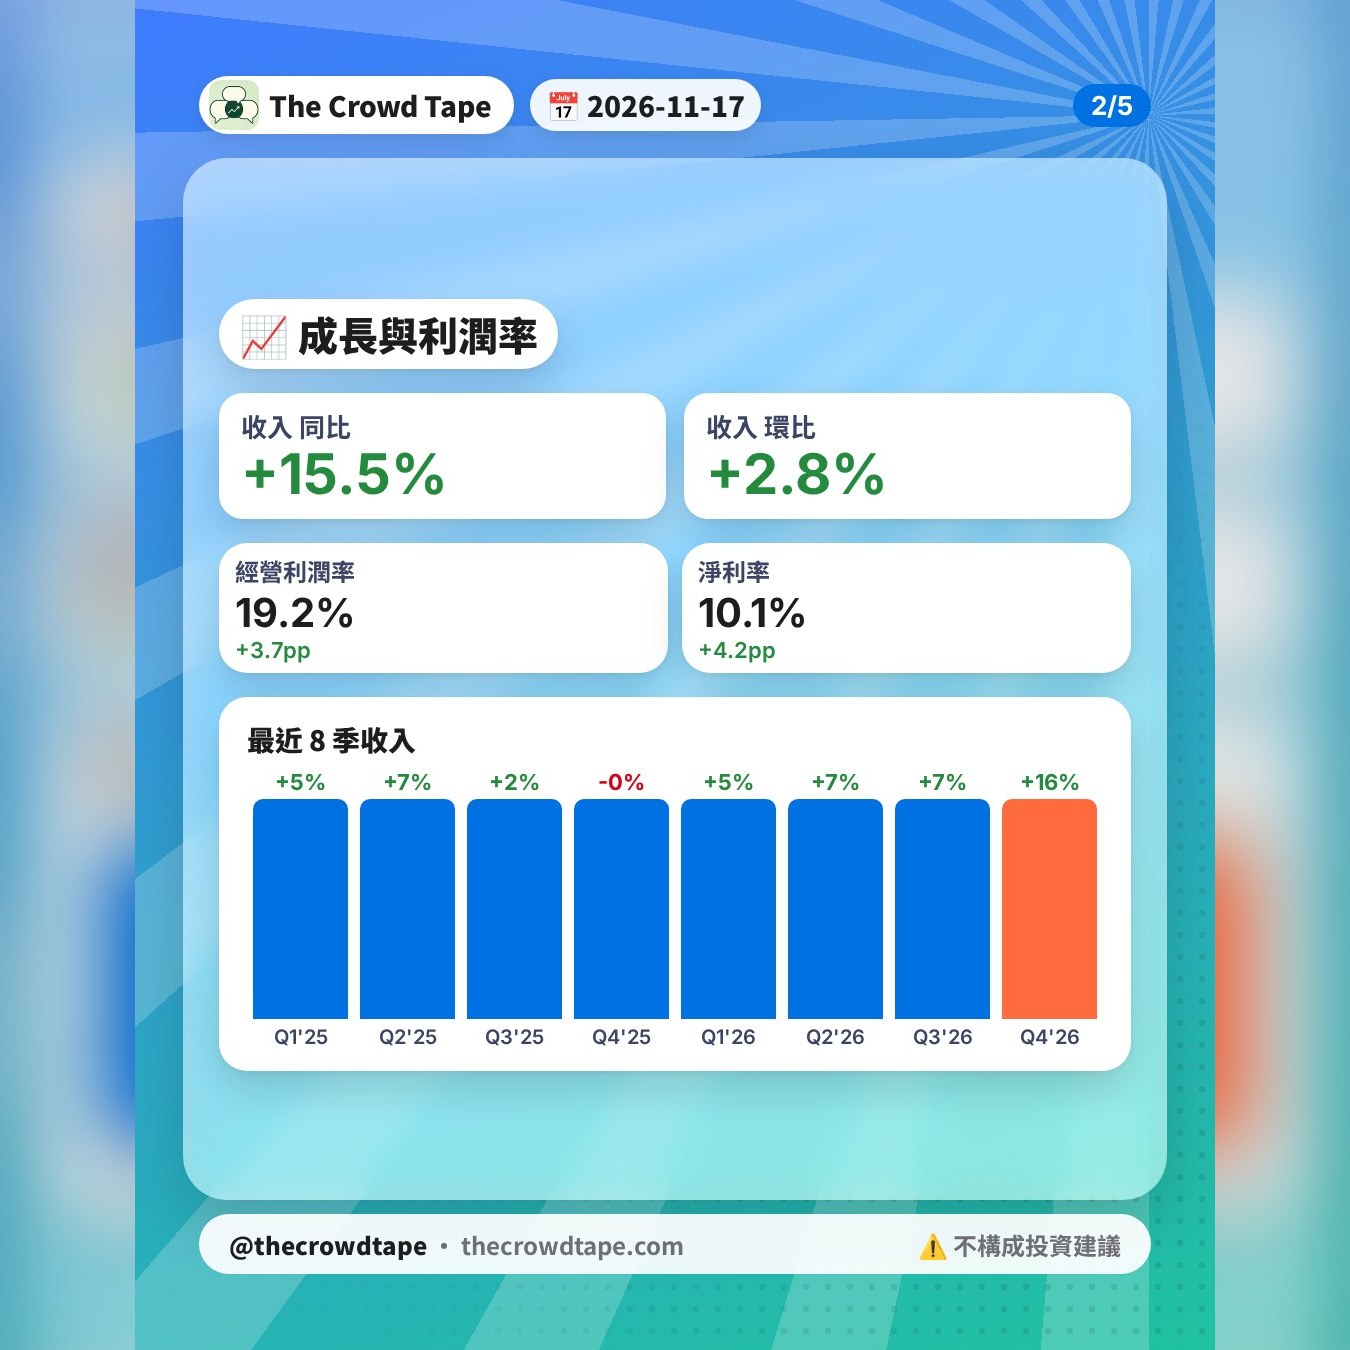 The Crowd Tape
July 17 2026-11-17
2/5
成長與利潤率
收入 同比
+15.5%
收入 環比
+2.8%
經營利潤率
19.2%
+3.7pp
淨利率
10.1%
+4.2pp
最近 8 季收入
+5% +7% +2% -0% +5% +7% +7% +16%
Q1'25 Q2'25 Q3'25 Q4'25 Q1'26 Q2'26 Q3'26 Q4'26
@thecrowdtape • thecrowdtape.com
不構成投資建議